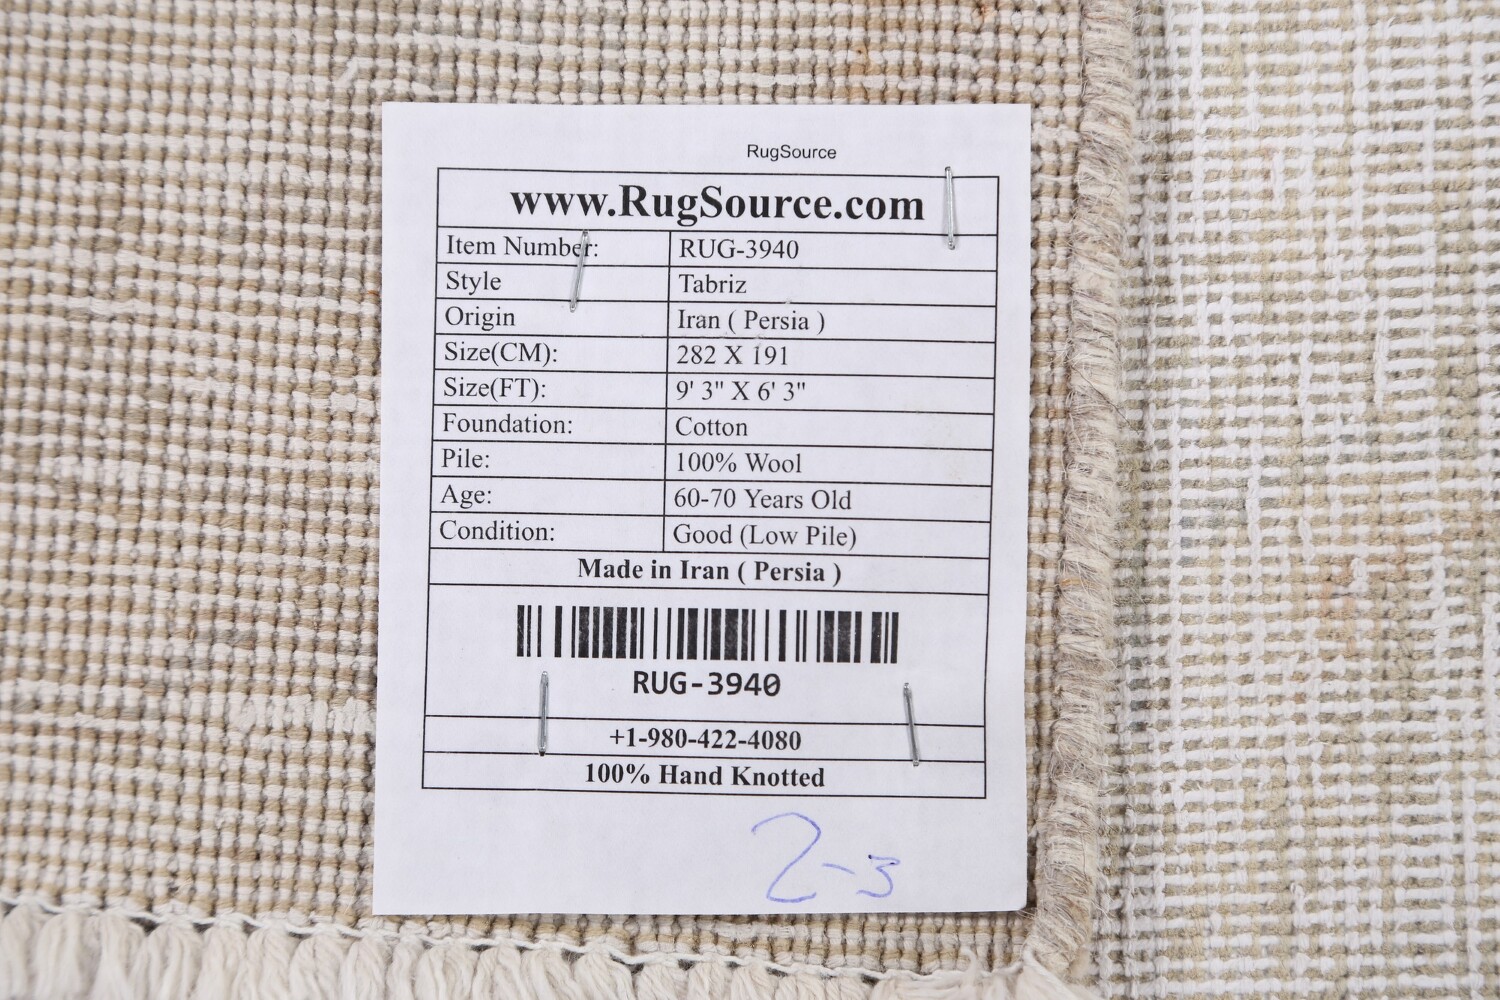 RugSource
www.RugSource.com
Item Number: RUG-3940
Style Tabriz
Origin Iran ( Persia )
Size(CM): 282 X 191
Size(FT): 9' 3" X 6' 3"
Foundation: Cotton
Pile: 100% Wool
Age: 60-70 Years Old
Condition: Good (Low Pile)
Made in Iran ( Persia )
RUG-3940
+1-980-422-4080
100% Hand Knotted
2-3